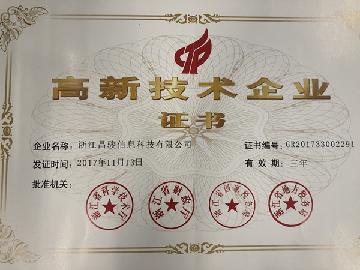 高新技术企业
证书
企业名称：浙江昌硕信息科技有限公司
证书编号：GR201733002291
发证时间：2017年11月13日
有效期：三年
批准机关：
浙江省科学技术厅
浙江省财政厅
浙江省国家税务局
浙江省地方税务局